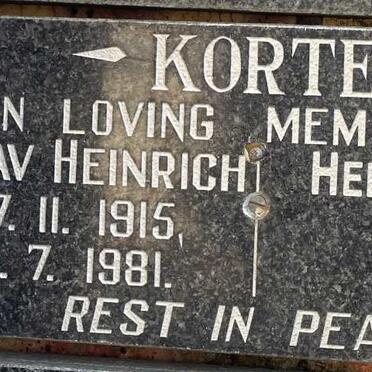 KORTE
N LOVING MEM
AV HEINRICH HE
7. 11. 1915.
. 7. 1981.
REST IN PEA